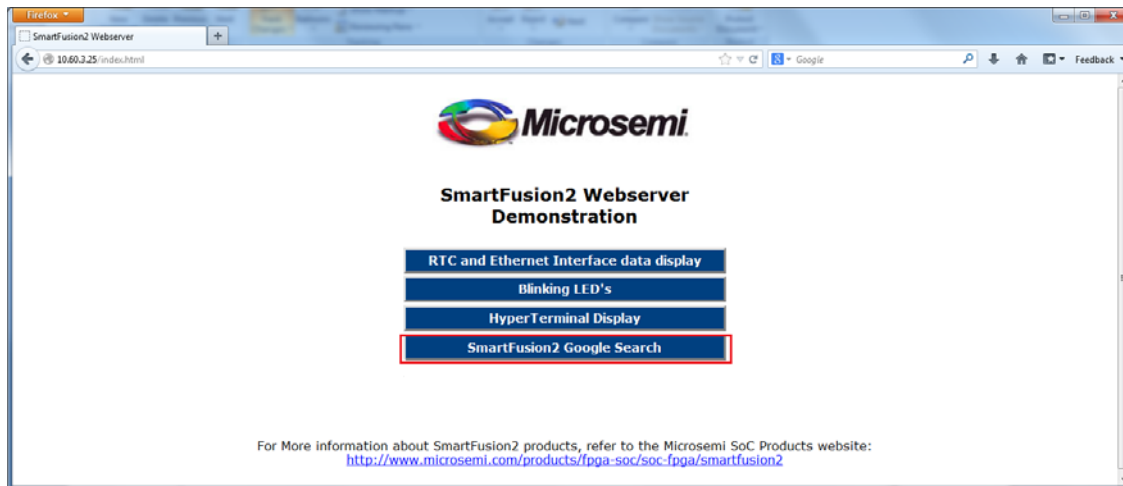 Firefox
SmartFusion2 Webserver
+
10.60.3.25/index.html
Google
Feedback
Microsemi
SmartFusion2 Webserver
Demonstration
RTC and Ethernet Interface data display
Blinking LED's
HyperTerminal Display
SmartFusion2 Google Search
For More information about SmartFusion2 products, refer to the Microsemi SoC Products website:
http://www.microsemi.com/products/fpga-soc/soc-fpga/smartfusion2